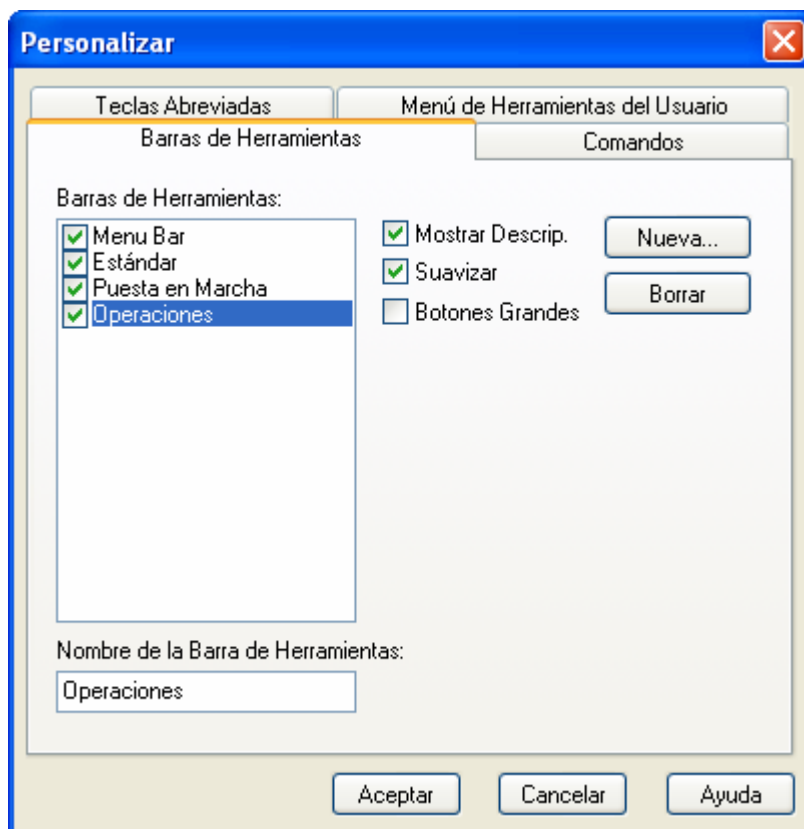 Personalizar
Teclas Abreviadas
Menú de Herramientas del Usuario
Barras de Herramientas
Comandos
Barras de Herramientas:
Menu Bar
Estándar
Puesta en Marcha
Operaciones
Mostrar Descrip.
Suavizar
Botones Grandes
Nueva...
Borrar
Nombre de la Barra de Herramientas:
Operaciones
Aceptar
Cancelar
Ayuda